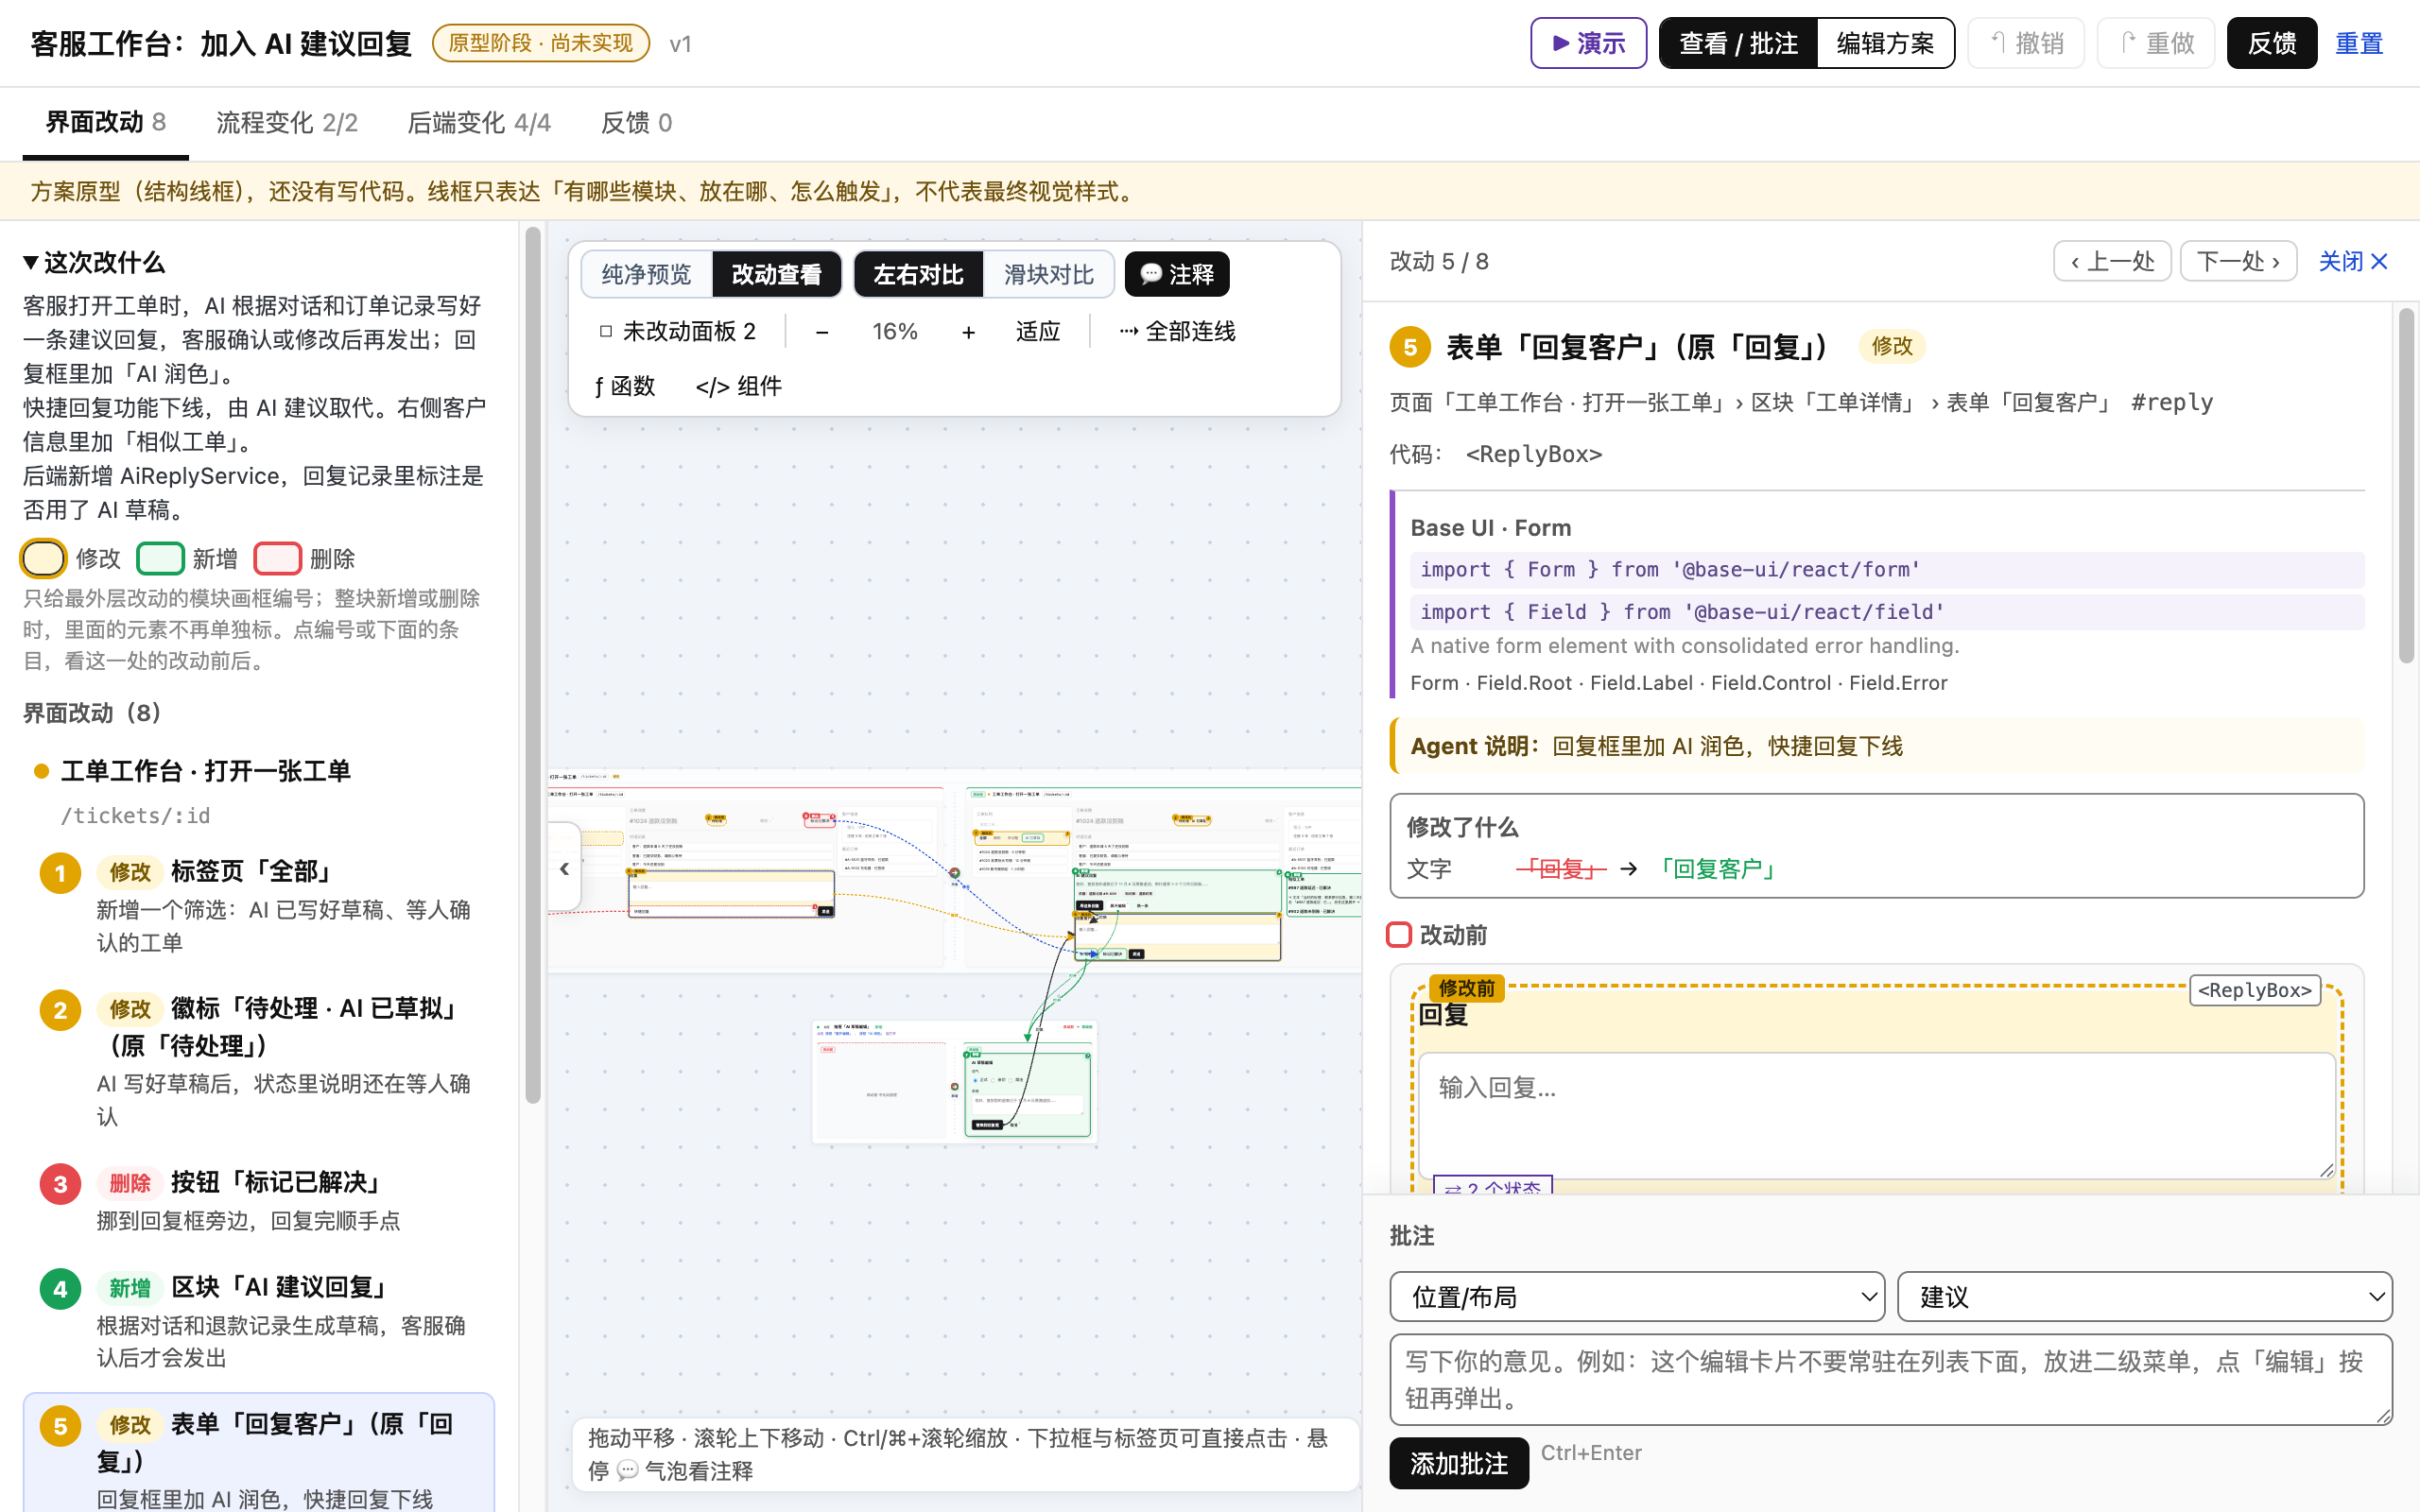 客服工作台：加入 AI 建议回复
原型阶段 · 尚未实现
v1
▶ 演示
查看 / 批注
编辑方案
撤销
重做
反馈
重置
界面改动 8
流程变化 2/2
后端变化 4/4
反馈 0
方案原型（结构线框），还没有写代码。线框只表达「有哪些模块、放在哪、怎么触发」，不代表最终视觉样式。
▼ 这次改什么
客服打开工单时，AI 根据对话和订单记录写好
一条建议回复，客服确认或修改后再发出；回
复框里加「AI 润色」。
快捷回复功能下线，由 AI 建议取代。右侧客户
信息里加「相似工单」。
后端新增 AiReplyService，回复记录里标注是
否用了 AI 草稿。
修改
新增
删除
只给最外层改动的模块画框编号；整块新增或删除
时，里面的元素不再单独标。点编号或下面的条
目，看这一处的改动前后。
界面改动（8）
工单工作台 · 打开一张工单
/tickets/:id
1 修改 标签页「全部」
新增一个筛选：AI 已写好草稿、等人确
认的工单
2 修改 徽标「待处理 · AI 已草拟」
（原「待处理」）
AI 写好草稿后，状态里说明还在等人确
认
3 删除 按钮「标记已解决」
挪到回复框旁边，回复完顺手点
4 新增 区块「AI 建议回复」
根据对话和退款记录生成草稿，客服确
认后才会发出
5 修改 表单「回复客户」（原「回
复」）
回复框里加 AI 润色，快捷回复下线
纯净预览
改动查看
左右对比
滑块对比
💬 注释
未改动面板 2
−
16%
+
适应
⤑ 全部连线
ƒ 函数
</> 组件
‹
#1024 退款没到账
#1024 退款没到账
拖动平移 · 滚轮上下移动 · Ctrl/⌘+滚轮缩放 · 下拉框与标签页可直接点击 · 悬
停 💬 气泡看注释
改动 5 / 8
‹ 上一处
下一处 ›
关闭 ✕
5 表单「回复客户」（原「回复」） 修改
页面「工单工作台 · 打开一张工单」 › 区块「工单详情」 › 表单「回复客户」 #reply
代码： <ReplyBox>
Base UI · Form
import { Form } from '@base-ui/react/form'
import { Field } from '@base-ui/react/field'
A native form element with consolidated error handling.
Form · Field.Root · Field.Label · Field.Control · Field.Error
Agent 说明：回复框里加 AI 润色，快捷回复下线
修改了什么
文字 「回复」 → 「回复客户」
改动前
修改前
<ReplyBox>
回复
输入回复…
⇄ 2 个状态
批注
位置/布局
建议
写下你的意见。例如：这个编辑卡片不要常驻在列表下面，放进二级菜单，点「编辑」按
钮再弹出。
添加批注
Ctrl+Enter